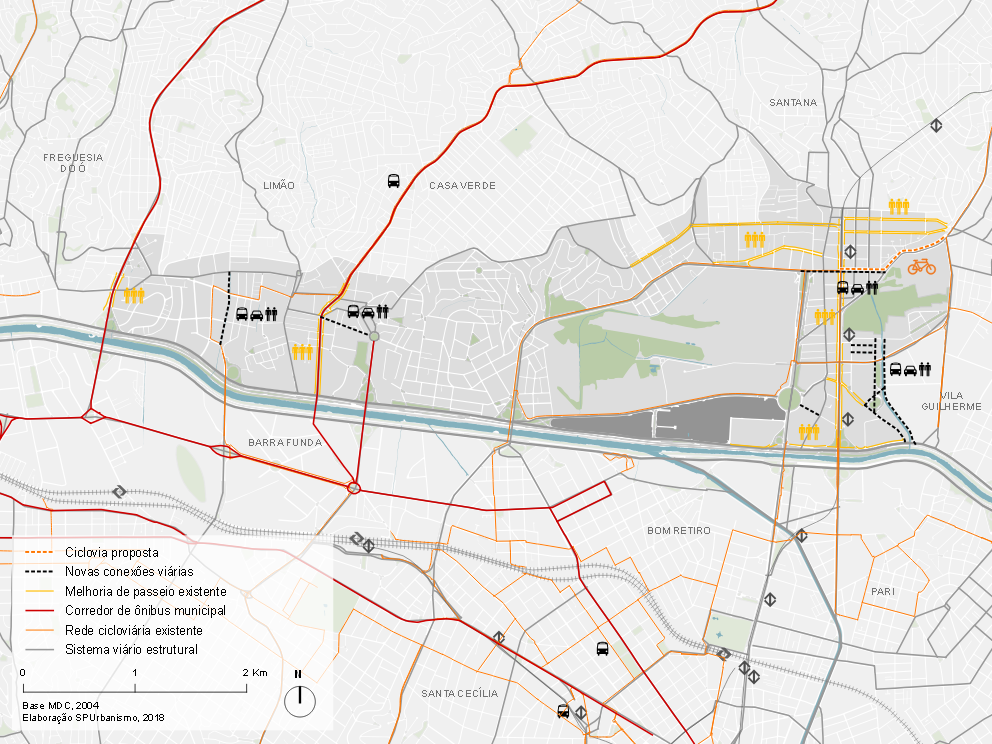 SANTANA
FREGUESIA
DO Ó
LIMÃO
CASA VERDE
VILA
GUILHERME
BARRA FUNDA
BOM RETIRO
PARI
SANTA CECÍLIA
Ciclovia proposta
Novas conexões viárias
Melhoria de passeio existente
Corredor de ônibus municipal
Rede cicloviária existente
Sistema viário estrutural
0 1 2 Km
N
Base MDC, 2004
Elaboração SPUrbanismo, 2018